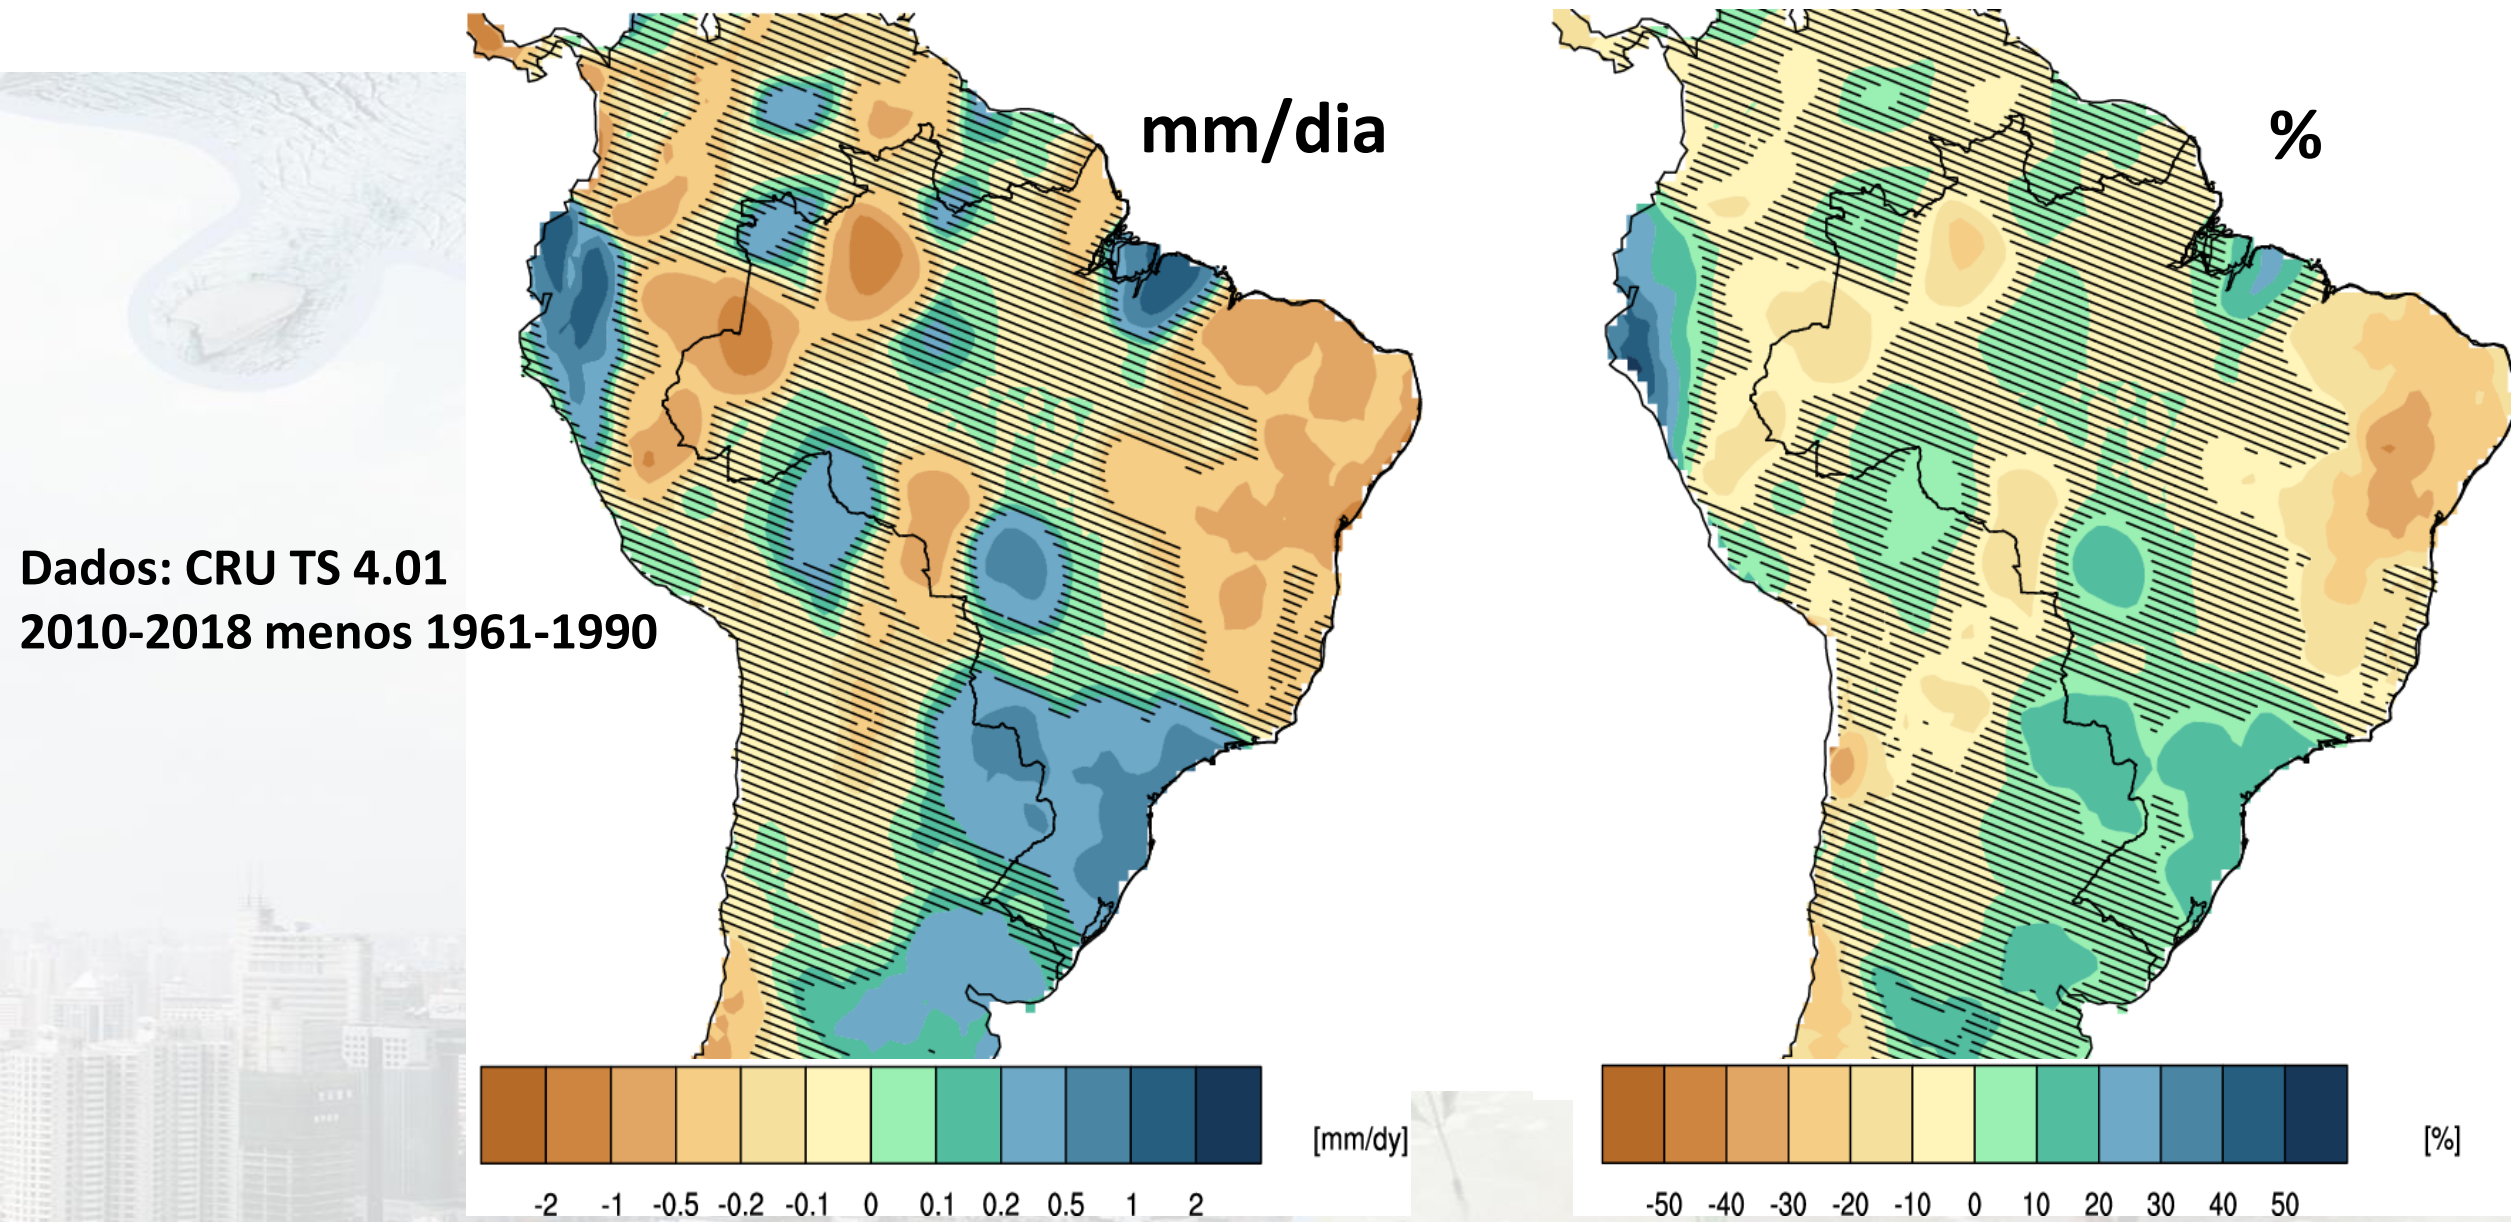 mm/dia
%
Dados: CRU TS 4.01
2010-2018 menos 1961-1990
[mm/dy]
-2 -1 -0.5 -0.2 -0.1 0 0.1 0.2 0.5 1 2
[%]
-50 -40 -30 -20 -10 0 10 20 30 40 50